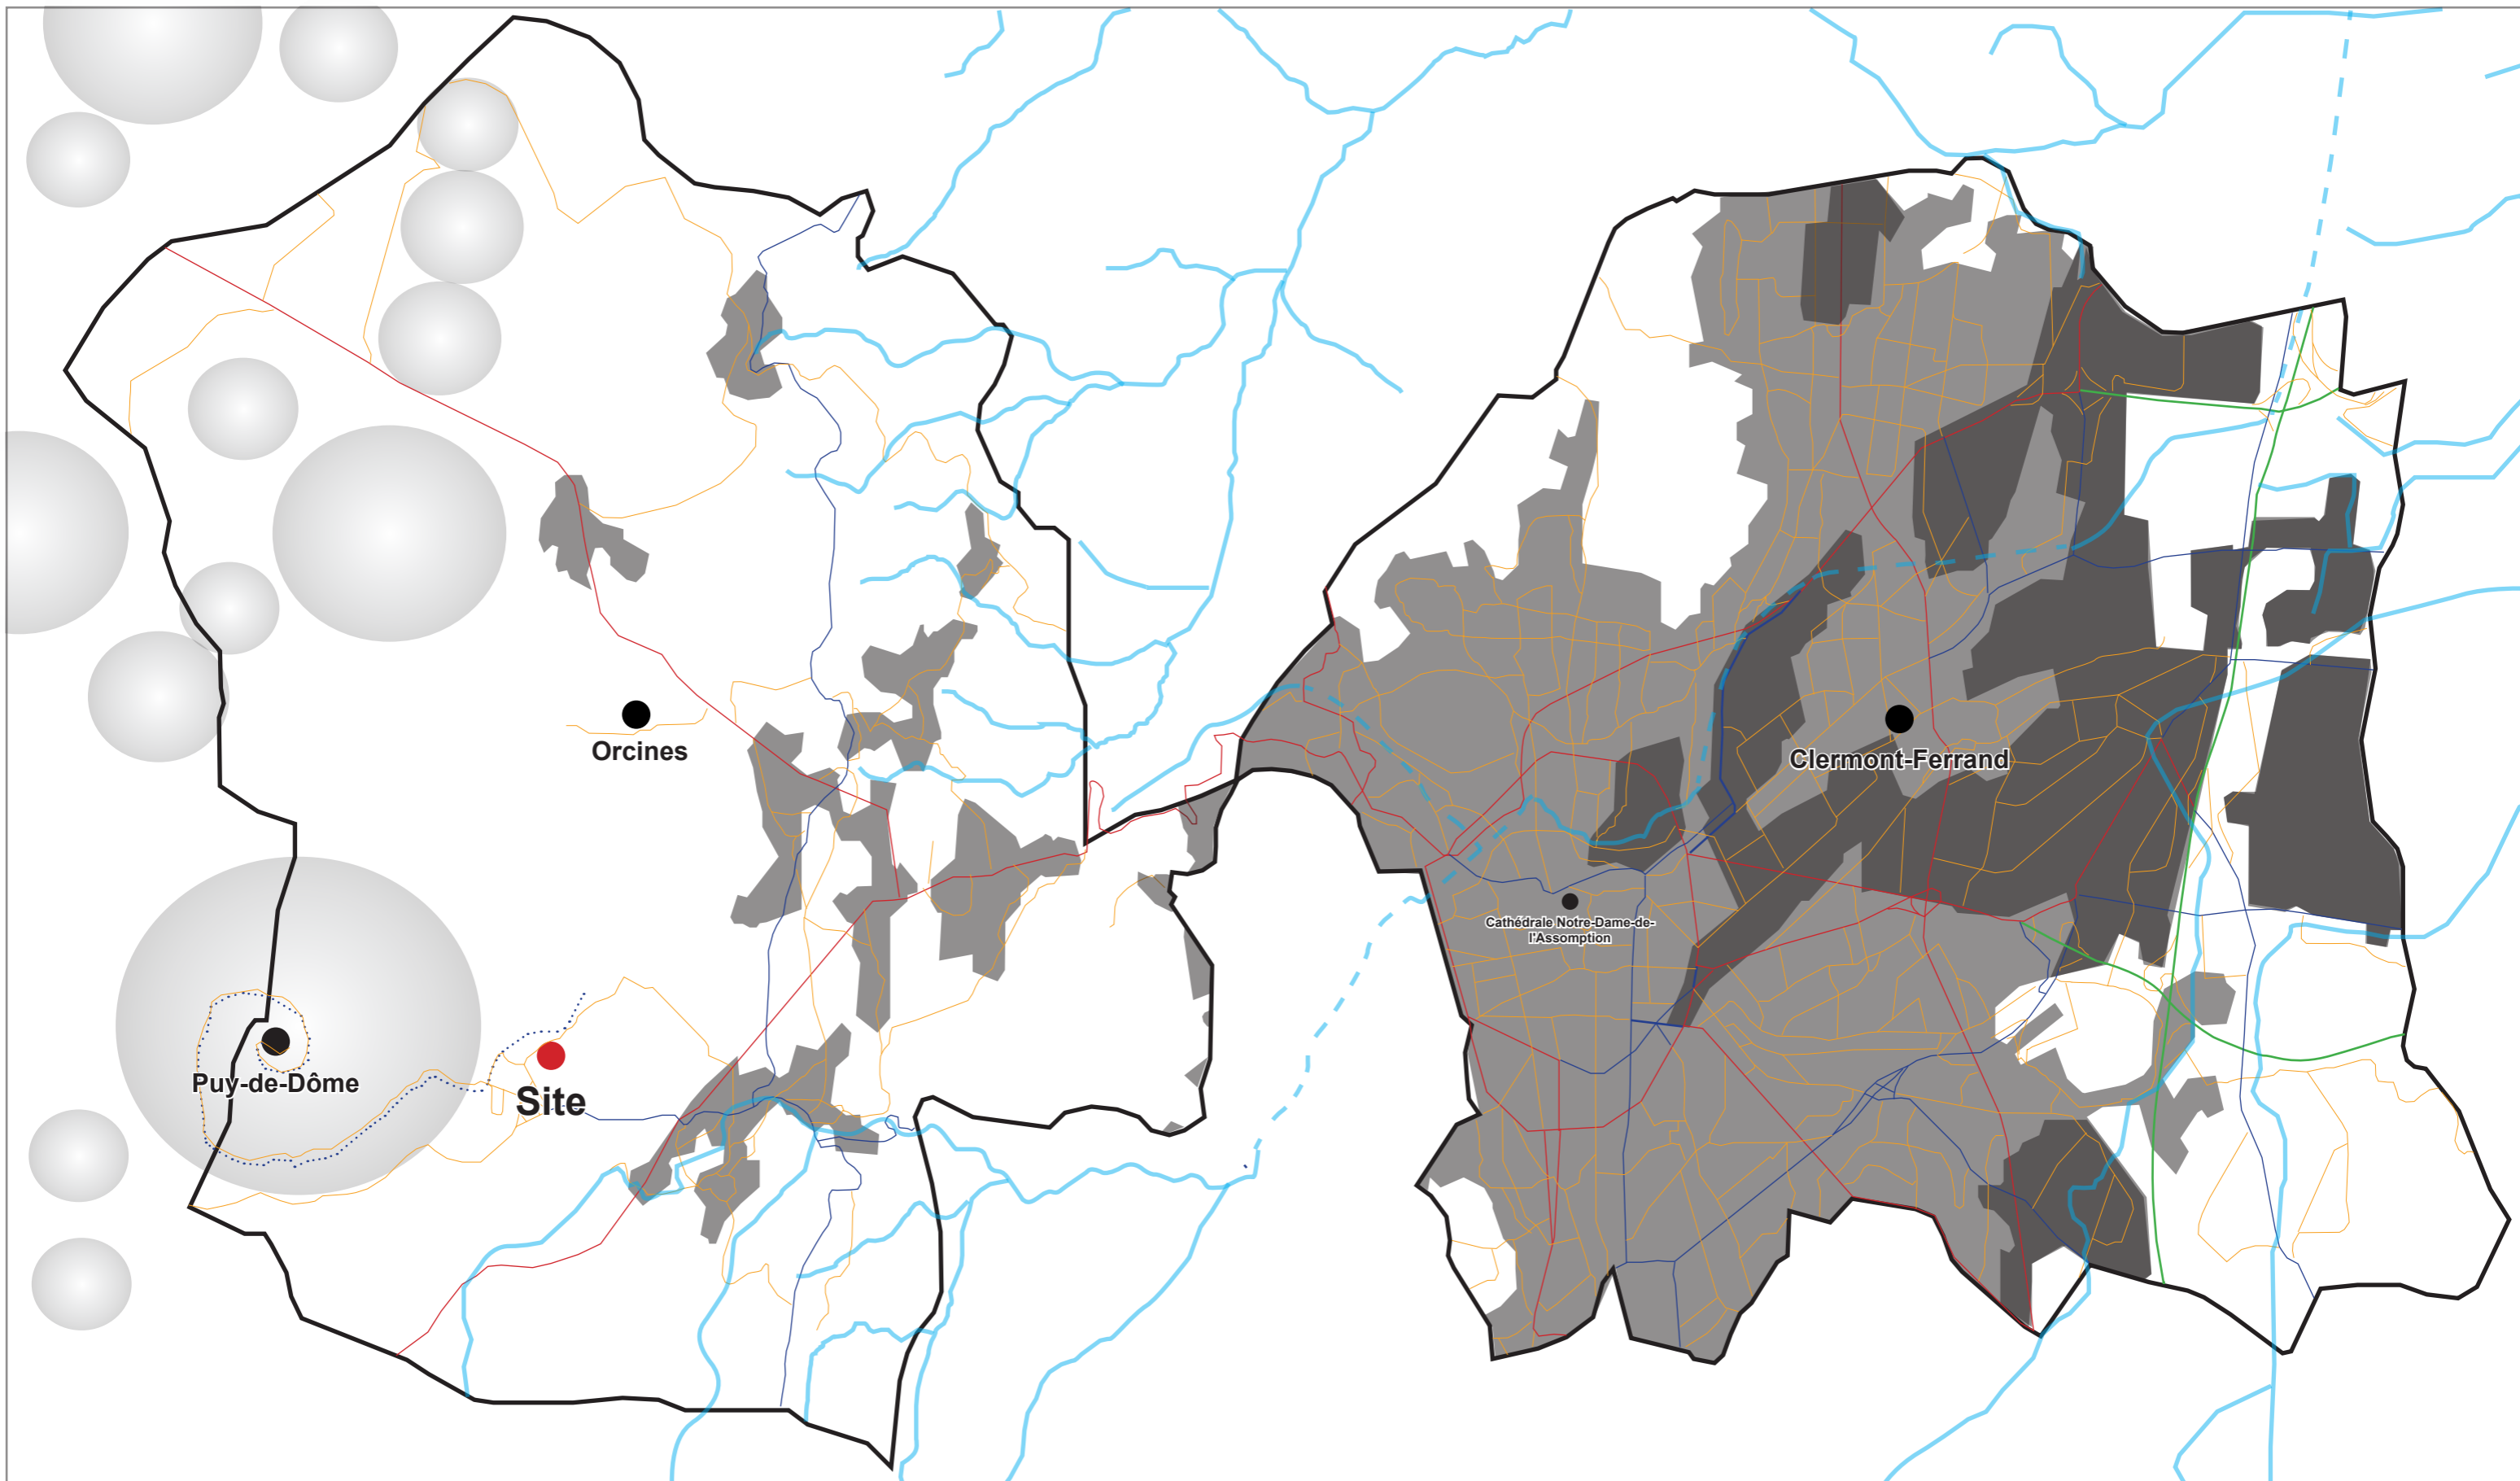 Orcines
Clermont-Ferrand
Cathédrale Notre-Dame-de-
l'Assomption
Puy-de-Dôme
Site